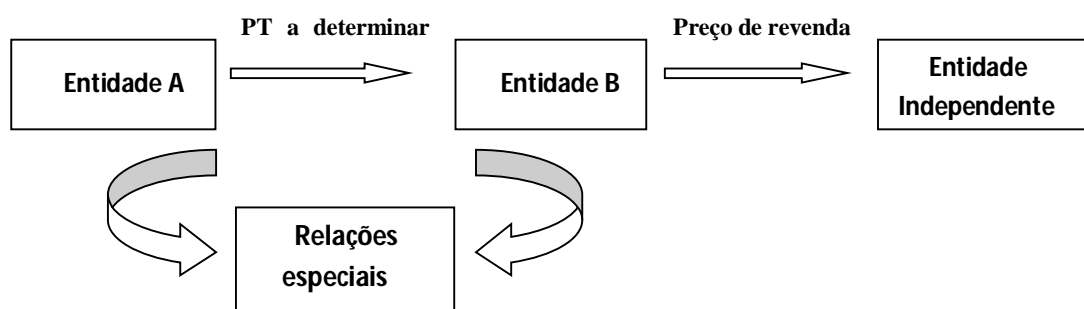 PT a determinar
Preço de revenda
Entidade A
Entidade B
Entidade
Independente
Relações
especiais